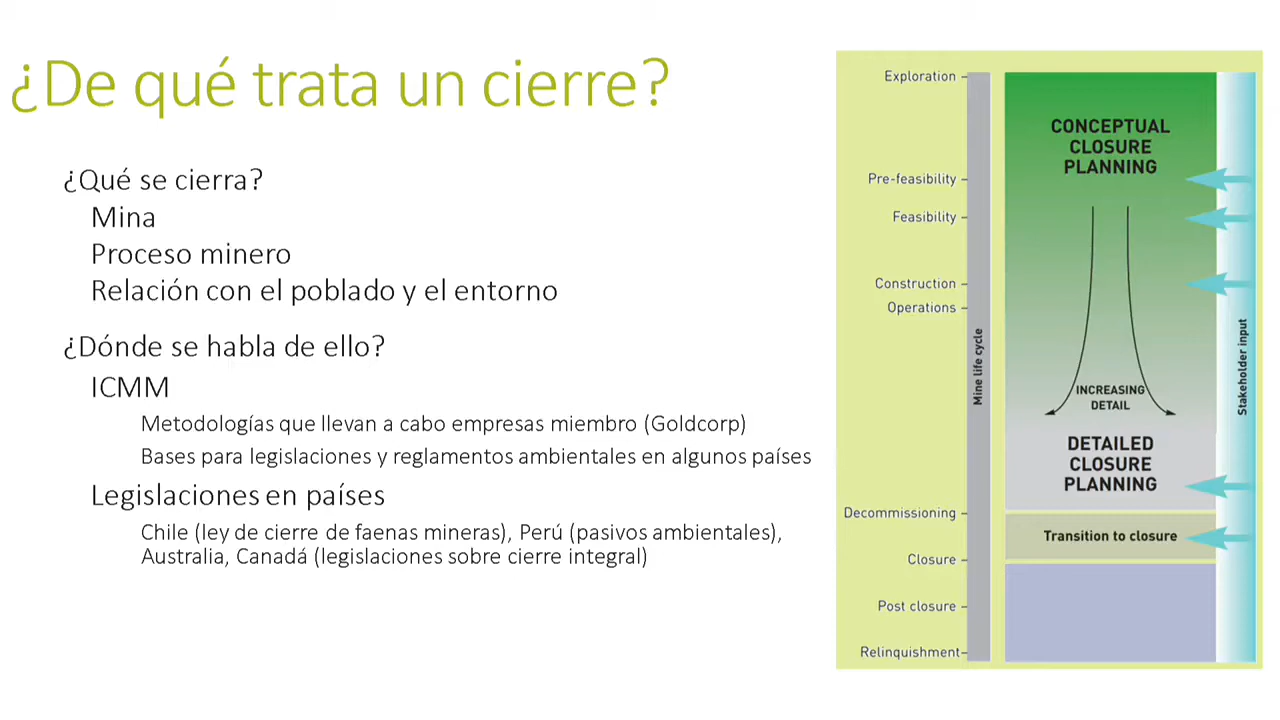 ¿De qué trata un cierre?
¿Qué se cierra?
Mina
Proceso minero
Relación con el poblado y el entorno
¿Dónde se habla de ello?
ICMM
Metodologías que llevan a cabo empresas miembro (Goldcorp)
Bases para legislaciones y reglamentos ambientales en algunos países
Legislaciones en países
Chile (ley de cierre de faenas mineras), Perú (pasivos ambientales),
Australia, Canadá (legislaciones sobre cierre integral)
Exploration
Pre-feasibility
Feasibility
Construction
Operations
Decommissioning
Closure
Post closure
Relinquishment
Mine life cycle
CONCEPTUAL
CLOSURE
PLANNING
INCREASING
DETAIL
DETAILED
CLOSURE
PLANNING
Transition to closure
Stakeholder input